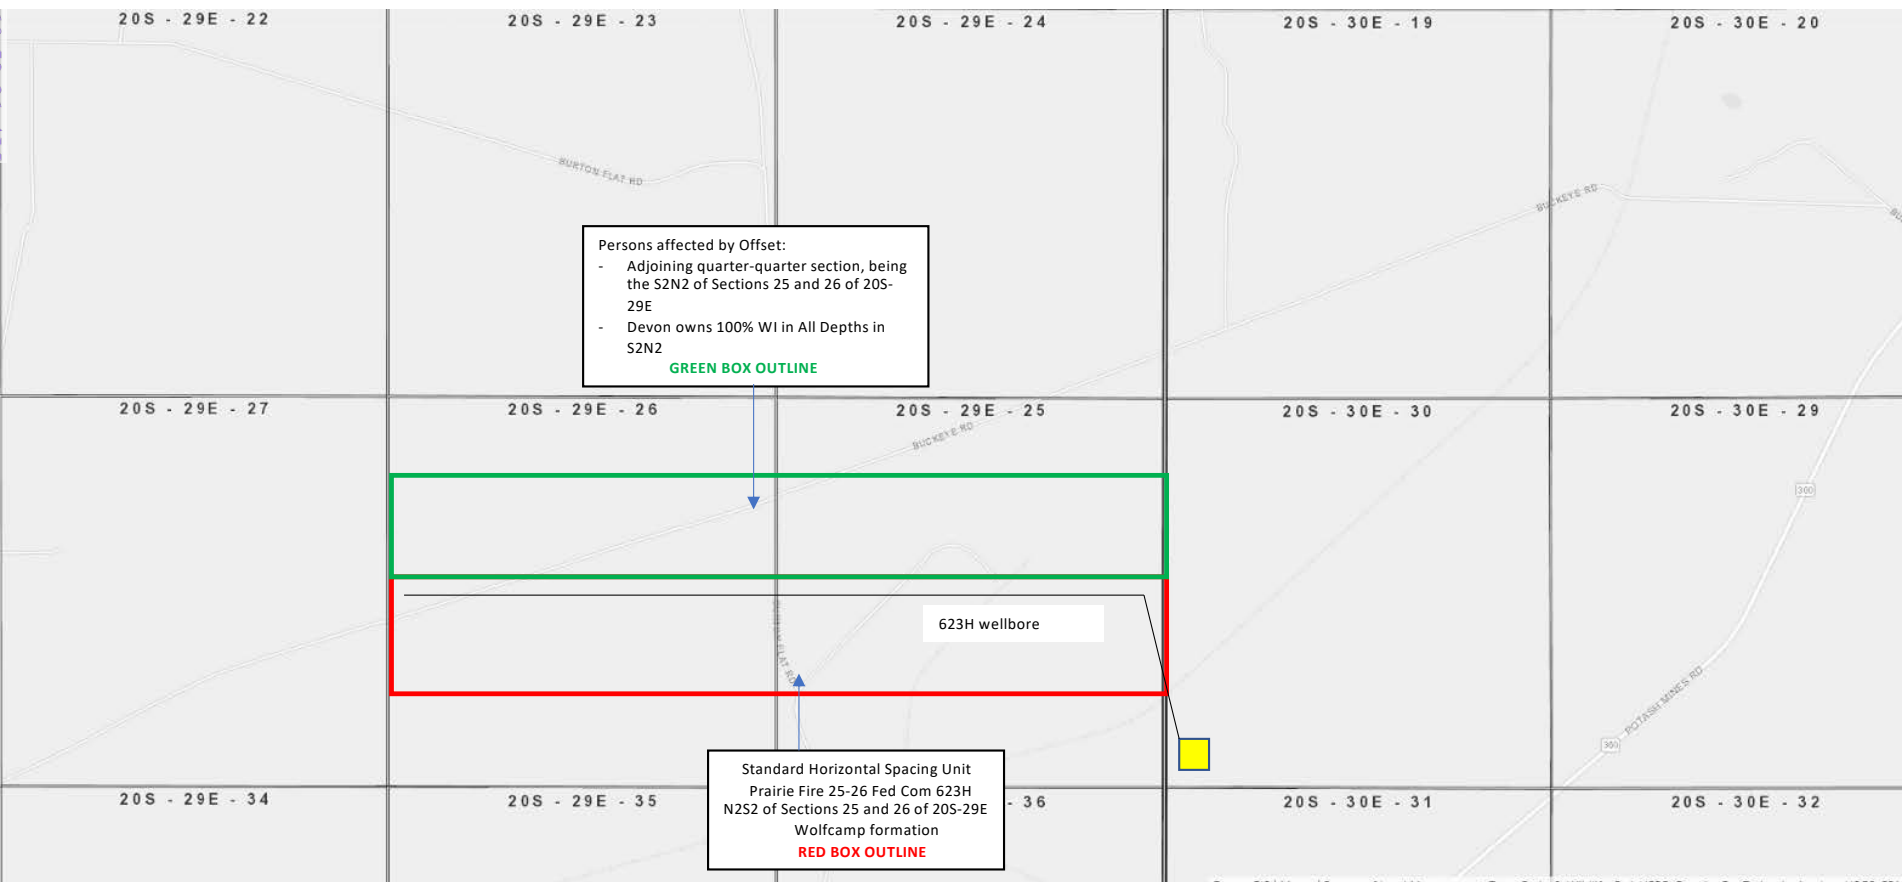 20S - 29E - 22
20S - 29E - 23
20S - 29E - 24
20S - 30E - 19
20S - 30E - 20
BURTON FLAT RD
BUCKEYE RD
Persons affected by Offset:
- Adjoining quarter-quarter section, being
the S2N2 of Sections 25 and 26 of 20S-
29E
- Devon owns 100% WI in All Depths in
S2N2
GREEN BOX OUTLINE
20S - 29E - 27
20S - 29E - 26
20S - 29E - 25
20S - 30E - 30
20S - 30E - 29
BUCKEYE RD
360
623H wellbore
FLAT RD
POTASH MINES RD
360
Standard Horizontal Spacing Unit
Prairie Fire 25-26 Fed Com 623H
N2S2 of Sections 25 and 26 of 20S-29E
Wolfcamp formation
RED BOX OUTLINE
20S - 29E - 34
20S - 29E - 35
- 36
20S - 30E - 31
20S - 30E - 32